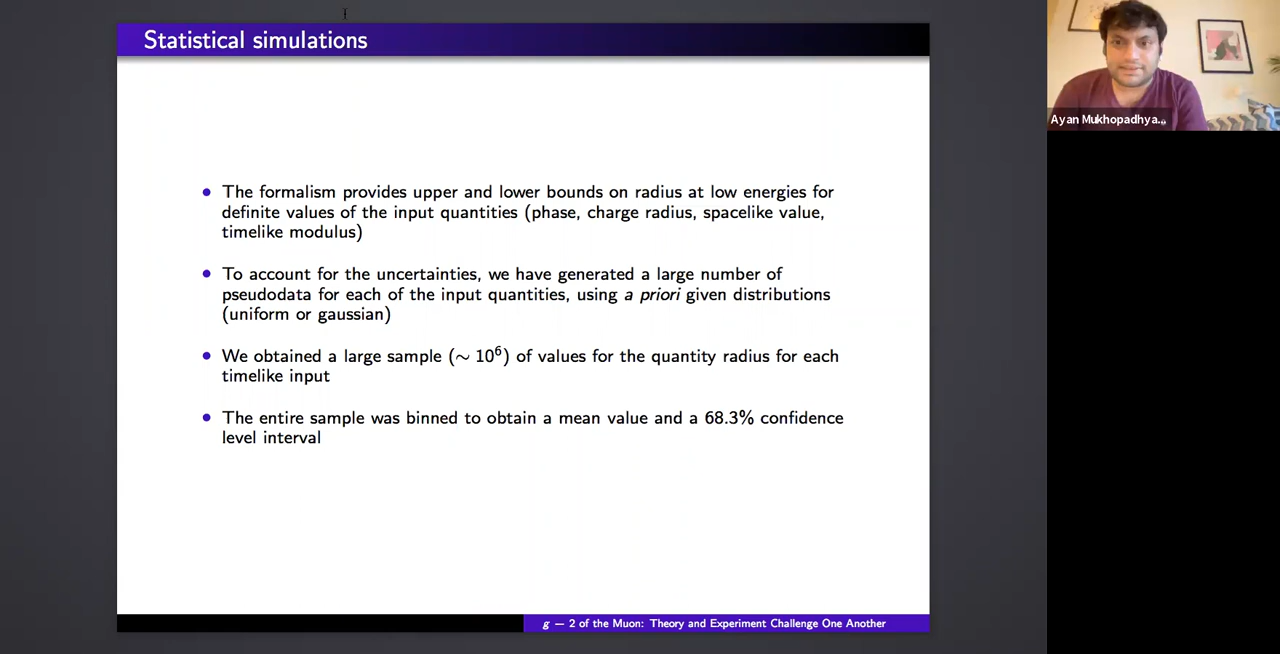 Statistical simulations
Ayan Mukhopadhya...
• The formalism provides upper and lower bounds on radius at low energies for
definite values of the input quantities (phase, charge radius, spacelike value,
timelike modulus)
• To account for the uncertainties, we have generated a large number of
pseudodata for each of the input quantities, using a priori given distributions
(uniform or gaussian)
• We obtained a large sample (∼ 10⁶) of values for the quantity radius for each
timelike input
• The entire sample was binned to obtain a mean value and a 68.3% confidence
level interval
g − 2 of the Muon: Theory and Experiment Challenge One Another